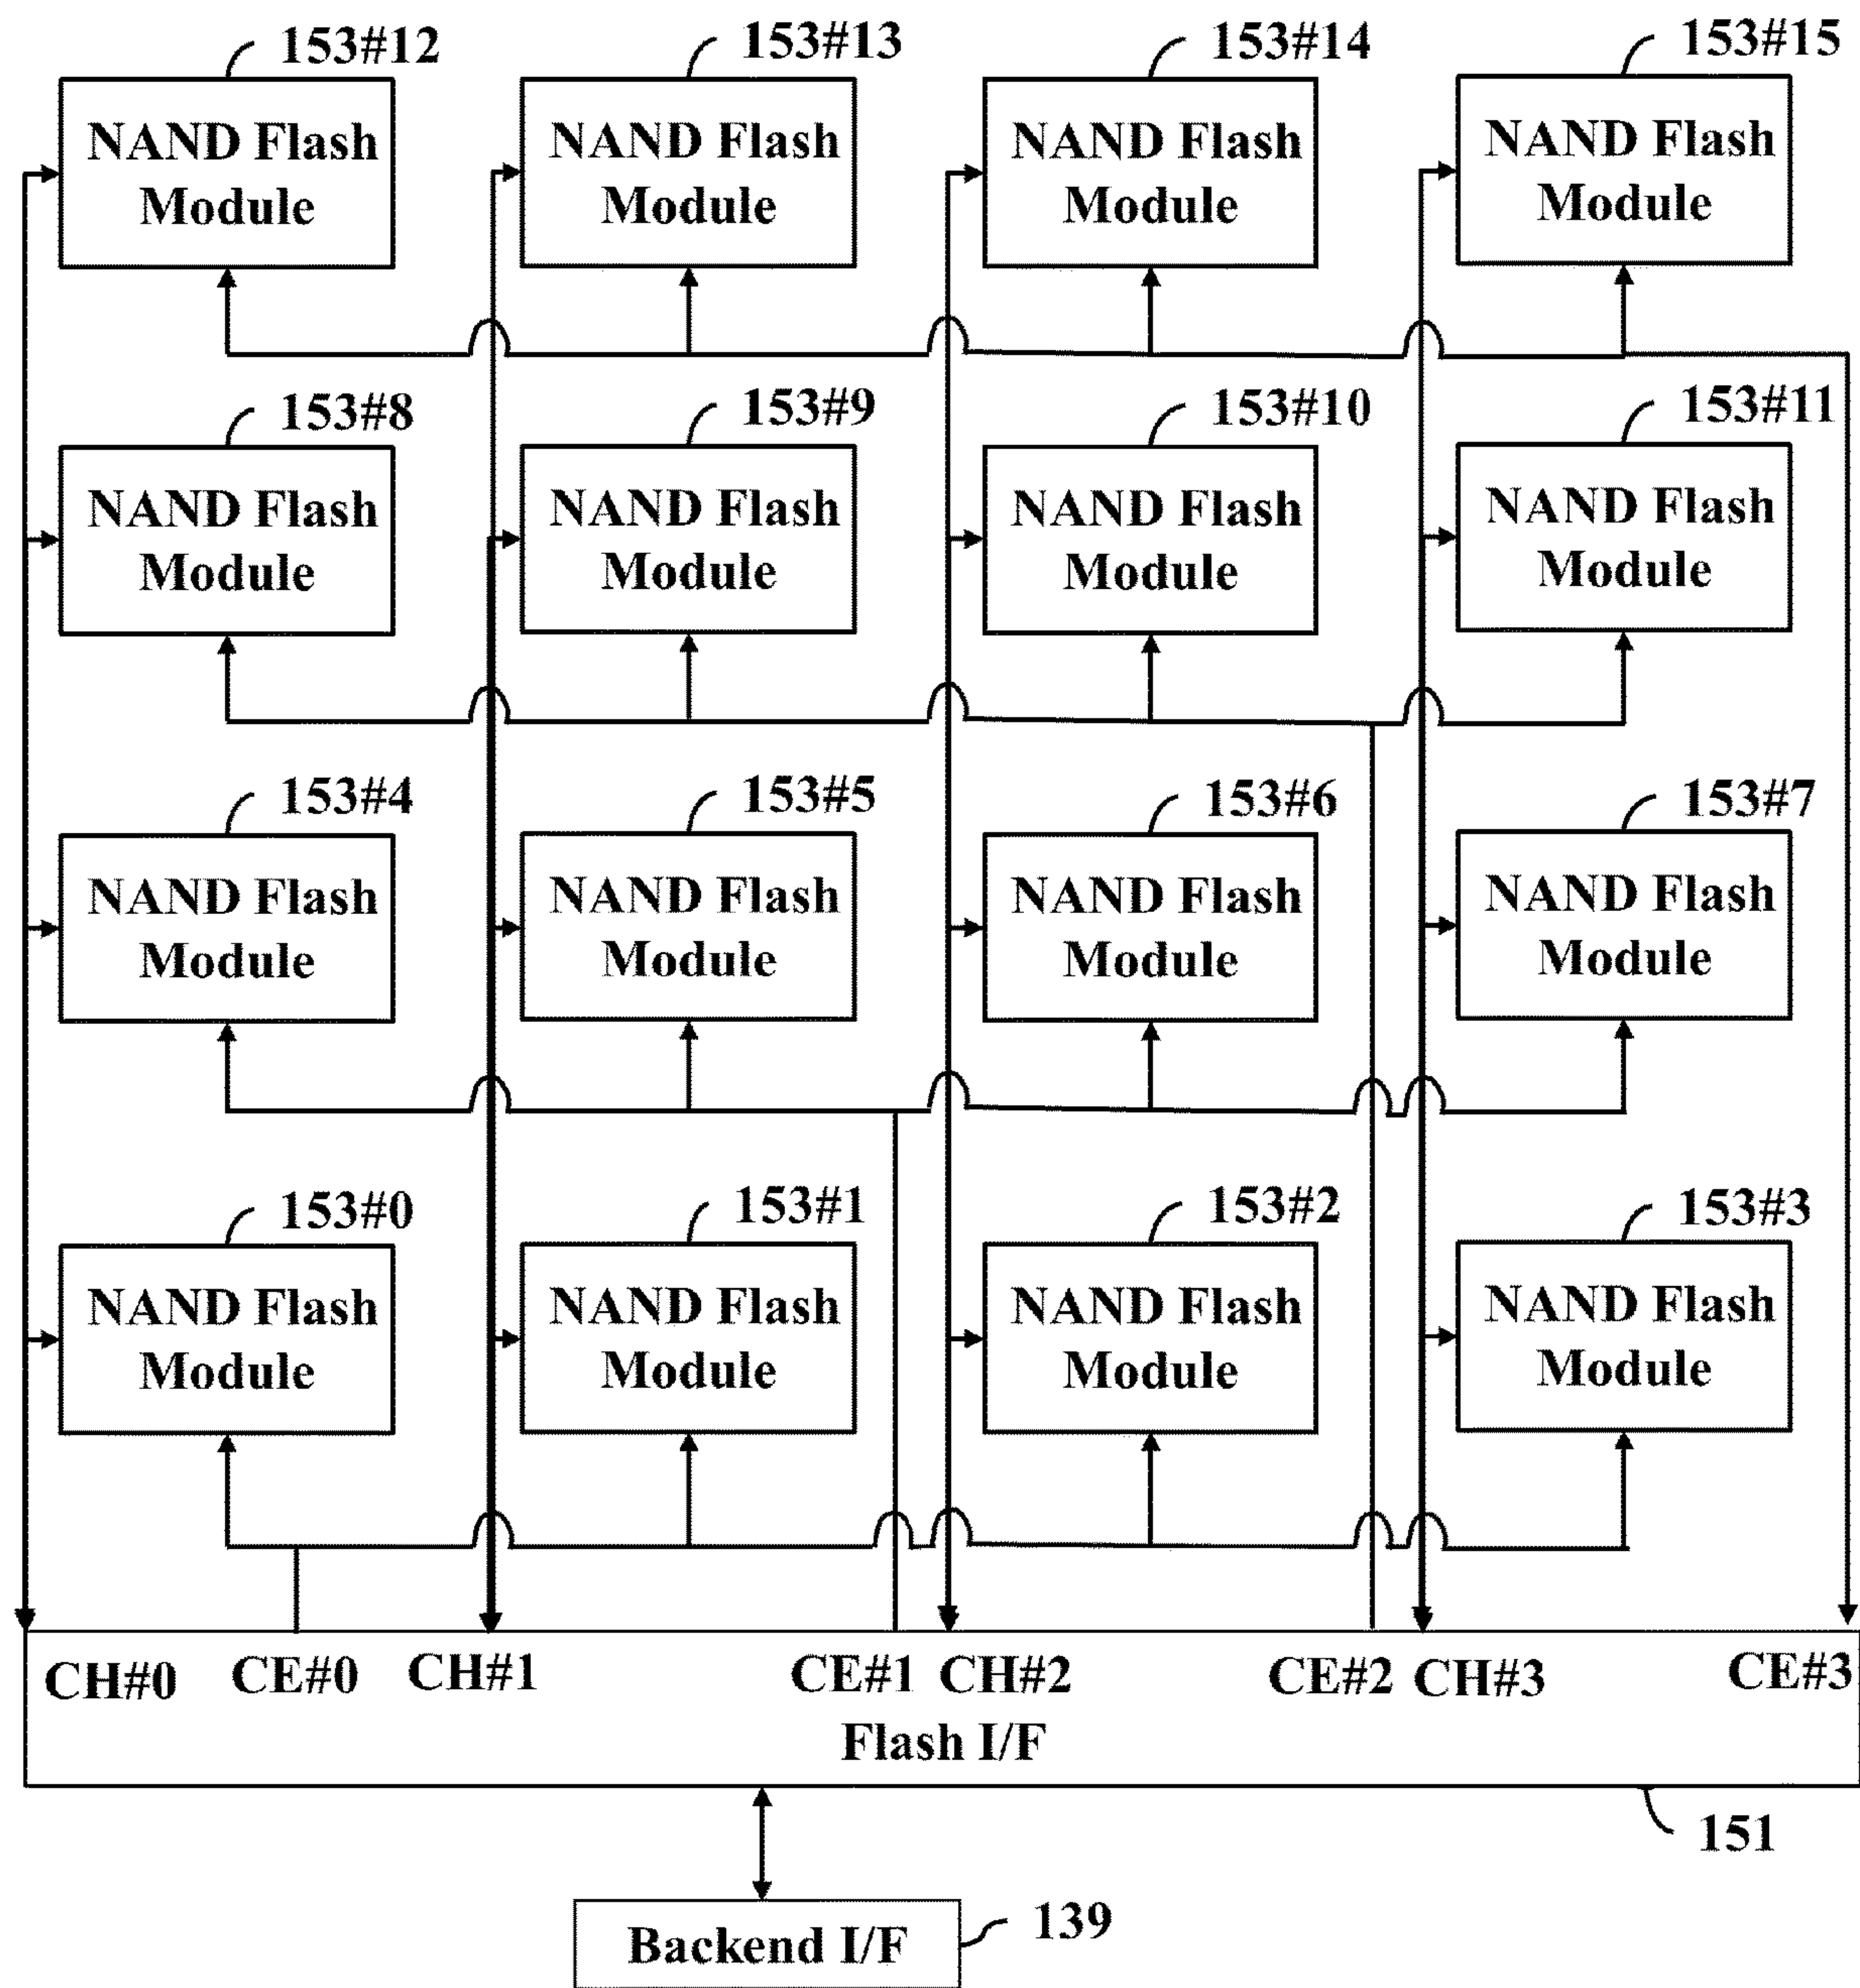 153#12
153#13
153#14
153#15
NAND Flash
Module
NAND Flash
Module
NAND Flash
Module
NAND Flash
Module
153#8
153#9
153#10
153#11
NAND Flash
Module
NAND Flash
Module
NAND Flash
Module
NAND Flash
Module
153#4
153#5
153#6
153#7
NAND Flash
Module
NAND Flash
Module
NAND Flash
Module
NAND Flash
Module
153#0
153#1
153#2
153#3
NAND Flash
Module
NAND Flash
Module
NAND Flash
Module
NAND Flash
Module
CH#0
CE#0
CH#1
CE#1
CH#2
CE#2
CH#3
CE#3
Flash I/F
151
Backend I/F
139